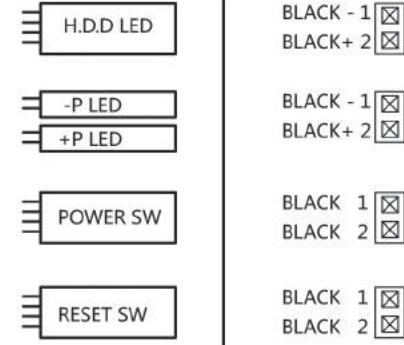 H.D.D LED
BLACK - 1
BLACK+ 2
-P LED
+P LED
BLACK - 1
BLACK+ 2
POWER SW
BLACK 1
BLACK 2
RESET SW
BLACK 1
BLACK 2